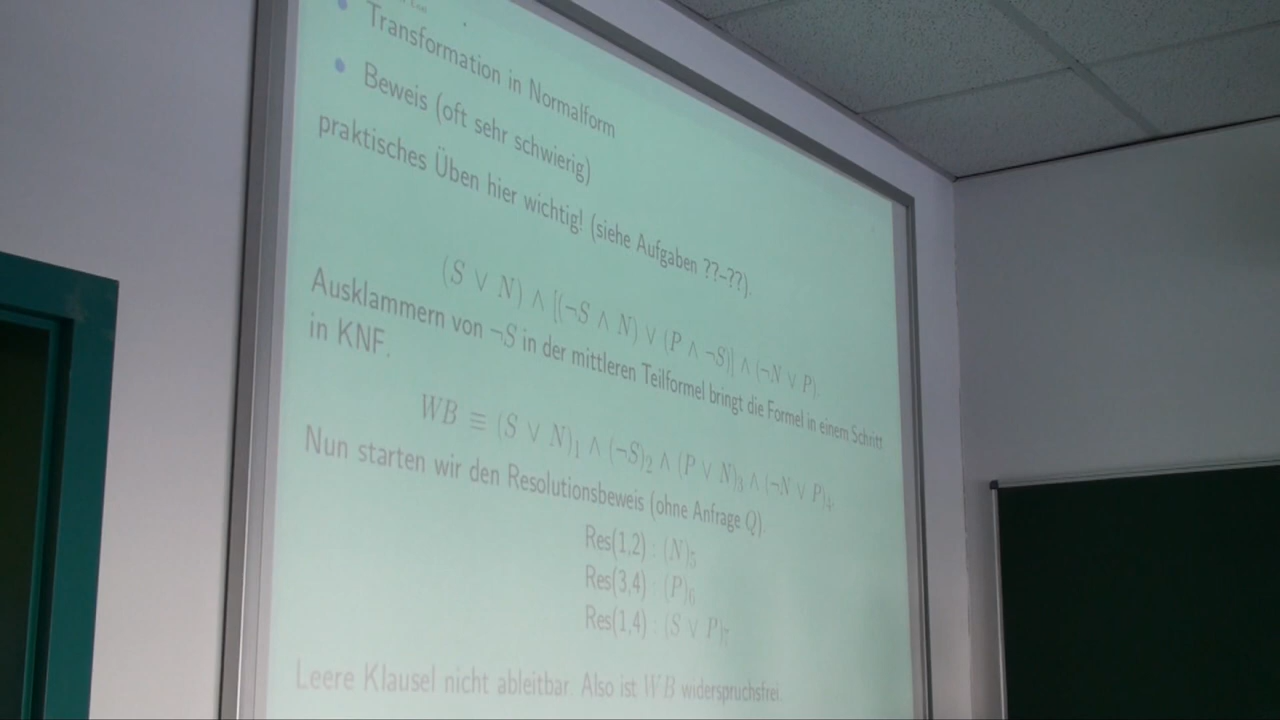 Transformation in Normalform
Beweis (oft sehr schwierig)
praktisches Üben hier wichtig! (siehe Aufgaben ??–??).
(S ∨ N) ∧ [(¬S ∧ N) ∨ (P ∧ ¬S)] ∧ (¬N ∨ P).
Ausklammern von ¬S in der mittleren Teilformel bringt die Formel in einem Schritt
in KNF.
WB ≡ (S ∨ N)₁ ∧ (¬S)₂ ∧ (P ∨ N)₃ ∧ (¬N ∨ P)₄.
Nun starten wir den Resolutionsbeweis (ohne Anfrage Q).
Res(1,2) : (N)₅
Res(3,4) : (P)₆
Res(1,4) : (S ∨ P)₇
Leere Klausel nicht ableitbar. Also ist WB widerspruchsfrei.